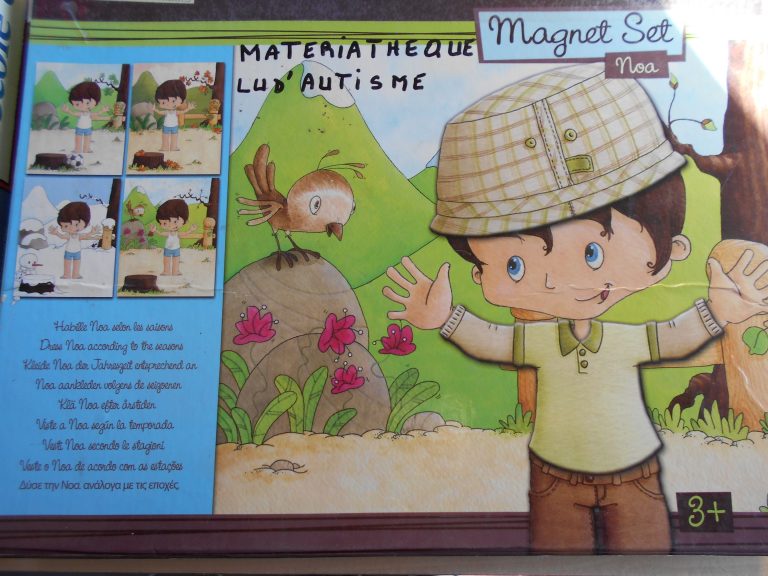 Magnet Set
Noa
MATERIATHEQUE
LUD'AUTISME
Habille Noa selon les saisons
Dress Noa according to the seasons
Kleide Noa der Jahreszeit entsprechend an
Noa aankleden volgens de seizoenen
Klä Noa efter årstiden
Viste a Noa según la temporada
Vesti Noa secondo le stagioni
Veste o Noa de acordo com as estações
Δύσε την Νοα ανάλογα με τις εποχές
3+